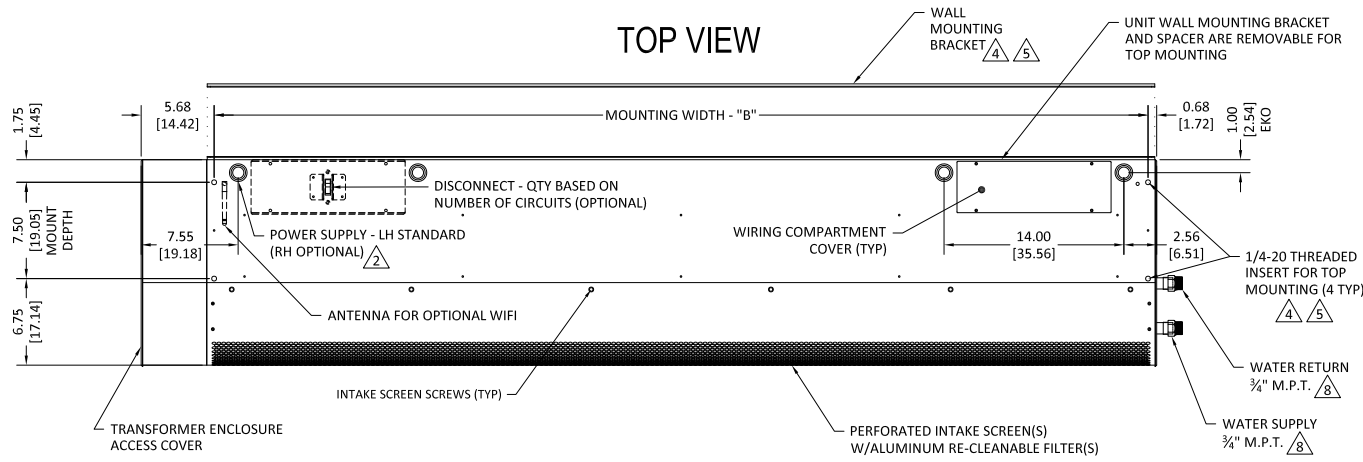 TOP VIEW
WALL
MOUNTING
BRACKET 4 5
UNIT WALL MOUNTING BRACKET
AND SPACER ARE REMOVABLE FOR
TOP MOUNTING
1.75
[4.45]
5.68
[14.42]
MOUNTING WIDTH - "B"
0.68
[1.72]
1.00
[2.54]
EKO
DISCONNECT - QTY BASED ON
NUMBER OF CIRCUITS (OPTIONAL)
7.50
[19.05]
MOUNT
DEPTH
7.55
[19.18]
POWER SUPPLY - LH STANDARD
(RH OPTIONAL) 2
WIRING COMPARTMENT
COVER (TYP)
14.00
[35.56]
2.56
[6.51]
1/4-20 THREADED
INSERT FOR TOP
MOUNTING (4 TYP)
4 5
6.75
[17.14]
ANTENNA FOR OPTIONAL WIFI
WATER RETURN
¾" M.P.T. 8
INTAKE SCREEN SCREWS (TYP)
TRANSFORMER ENCLOSURE
ACCESS COVER
PERFORATED INTAKE SCREEN(S)
W/ALUMINUM RE-CLEANABLE FILTER(S)
WATER SUPPLY
¾" M.P.T. 8